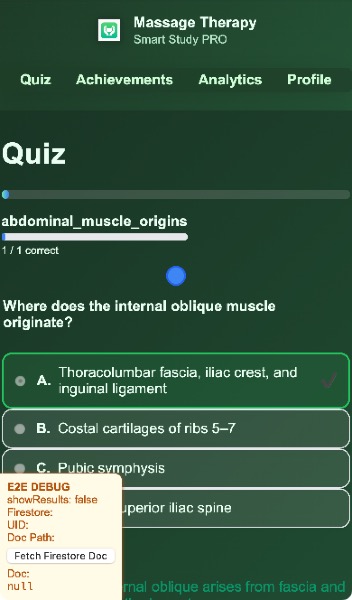 Massage Therapy
Smart Study PRO
Quiz Achievements Analytics Profile
Quiz
abdominal_muscle_origins
1 / 1 correct
Where does the internal oblique muscle
originate?
A. Thoracolumbar fascia, iliac crest, and
inguinal ligament
B. Costal cartilages of ribs 5–7
C. Pubic symphysis
uperior iliac spine
E2E DEBUG
showResults: false
Firestore:
UID:
Doc Path:
Fetch Firestore Doc
Doc:
null
rnal oblique arises from fascia and